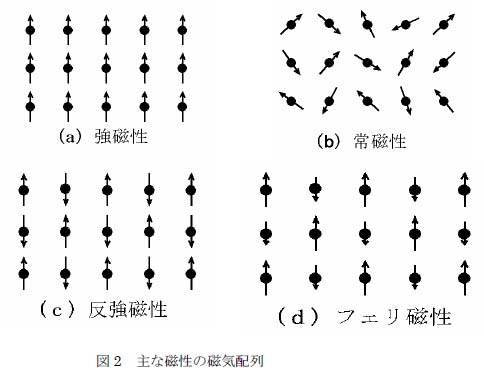 (a) 強磁性
(b) 常磁性
(c) 反強磁性
(d) フェリ磁性
図2 主な磁性の磁気配列